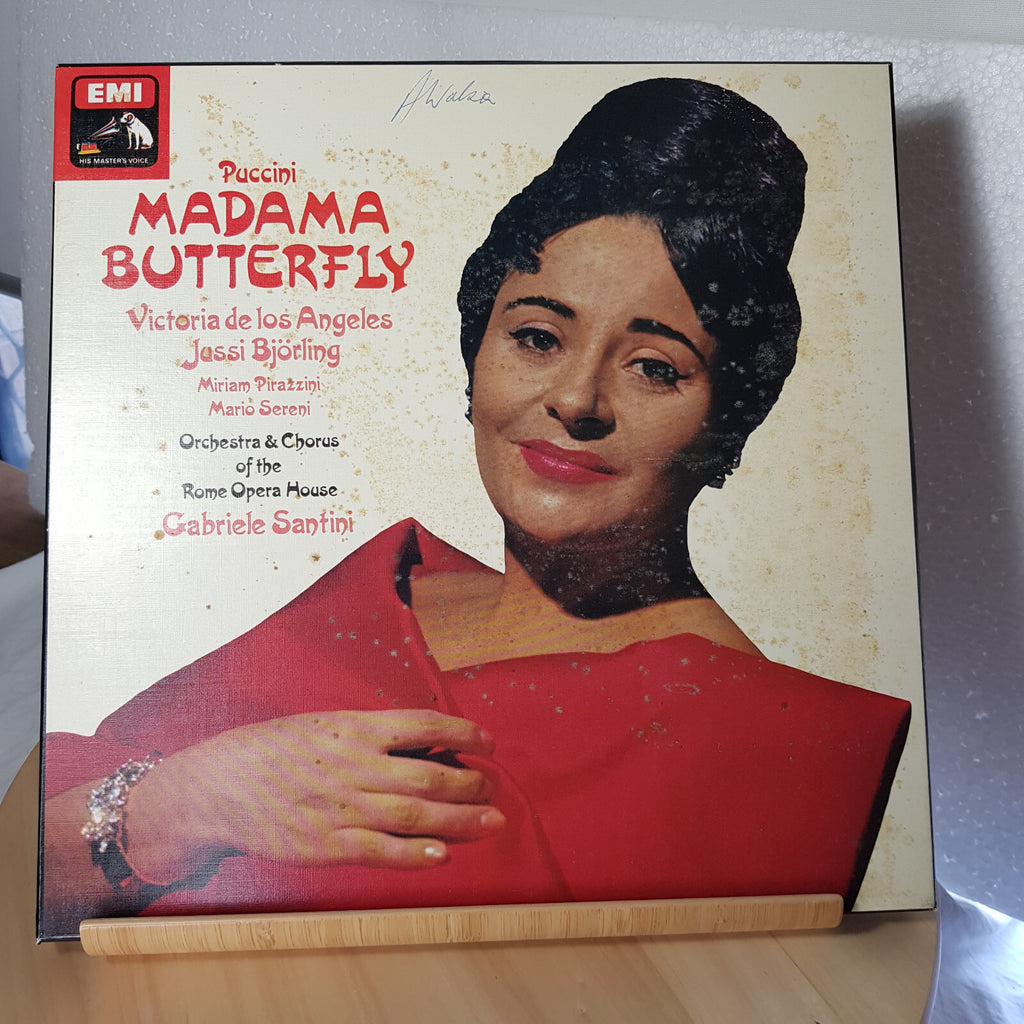 EMI
HIS MASTER'S VOICE
Puccini
MADAMA
BUTTERFLY
Victoria de los Angeles
Jussi Björling
Miriam Pirazzini
Mario Sereni
Orchestra & Chorus
of the
Rome Opera House
Gabriele Santini